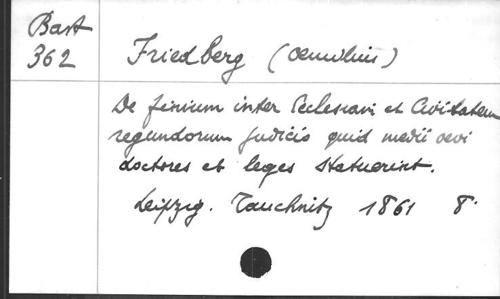 Bast
362
Friedberg (Aemilius)
De finium inter Ecclesiam et Civitatem
regundorum judicio quid medii aevi
doctores et leges statuerint.
Leipzig. Tauchnitz 1861 8°